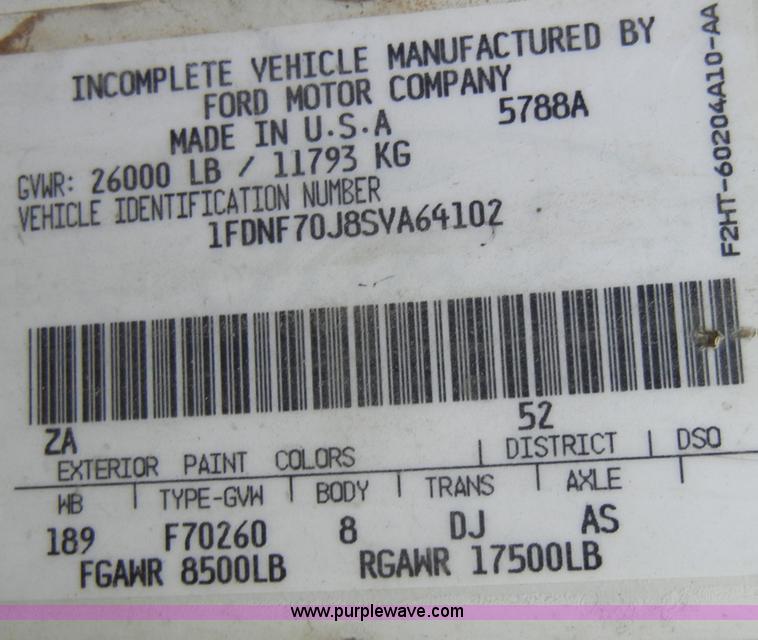 INCOMPLETE VEHICLE MANUFACTURED BY
FORD MOTOR COMPANY
MADE IN U.S.A 5788A
GVWR: 26000 LB / 11793 KG
VEHICLE IDENTIFICATION NUMBER
1FDNF70J8SVA64102
F2HT-60204A10-AA
ZA 52
EXTERIOR PAINT COLORS DISTRICT DSO
WB TYPE-GVW BODY TRANS AXLE
189 F70260 8 DJ AS
FGAWR 8500LB RGAWR 17500LB
www.purplewave.com